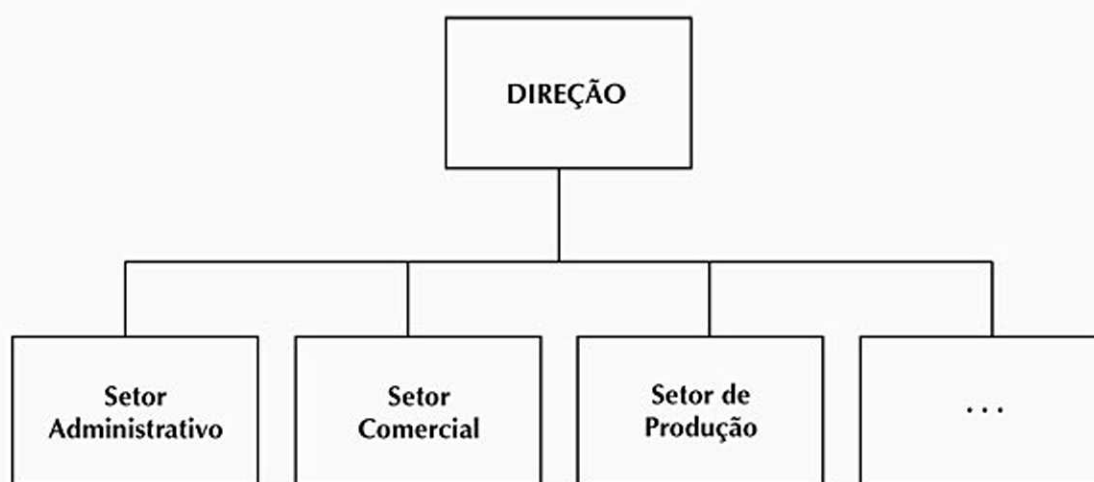 DIREÇÃO
Setor
Administrativo
Setor
Comercial
Setor de
Produção
...